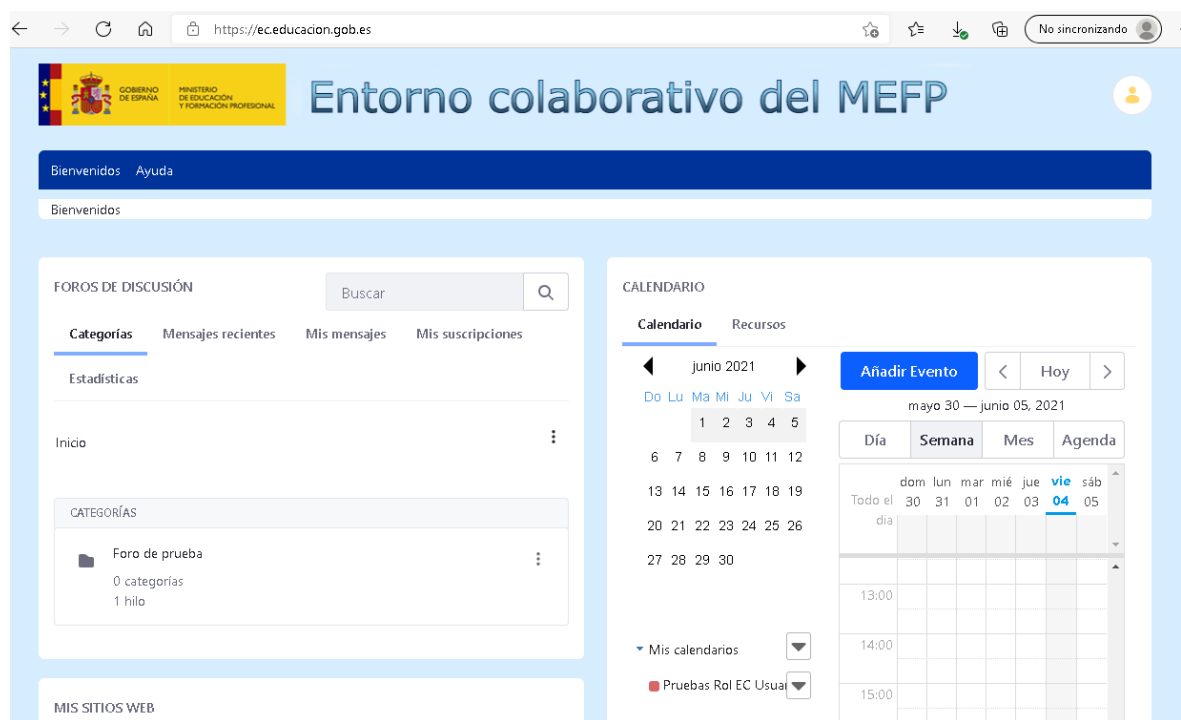 https://ec.educacion.gob.es
No sincronizando
GOBIERNO DE ESPAÑA
MINISTERIO DE EDUCACIÓN Y FORMACIÓN PROFESIONAL
Entorno colaborativo del MEFP
Bienvenidos Ayuda
Bienvenidos
FOROS DE DISCUSIÓN
Buscar
Categorías Mensajes recientes Mis mensajes Mis suscripciones
Estadísticas
Inicio
CATEGORÍAS
Foro de prueba
0 categorías
1 hilo
MIS SITIOS WEB
CALENDARIO
Calendario Recursos
junio 2021
Do Lu Ma Mi Ju Vi Sa
1 2 3 4 5
6 7 8 9 10 11 12
13 14 15 16 17 18 19
20 21 22 23 24 25 26
27 28 29 30
Mis calendarios
Pruebas Rol EC Usuar
Añadir Evento
Hoy
mayo 30 — junio 05, 2021
Día Semana Mes Agenda
dom lun mar mié jue vie sáb
Todo el día
30 31 01 02 03 04 05
13:00
14:00
15:00